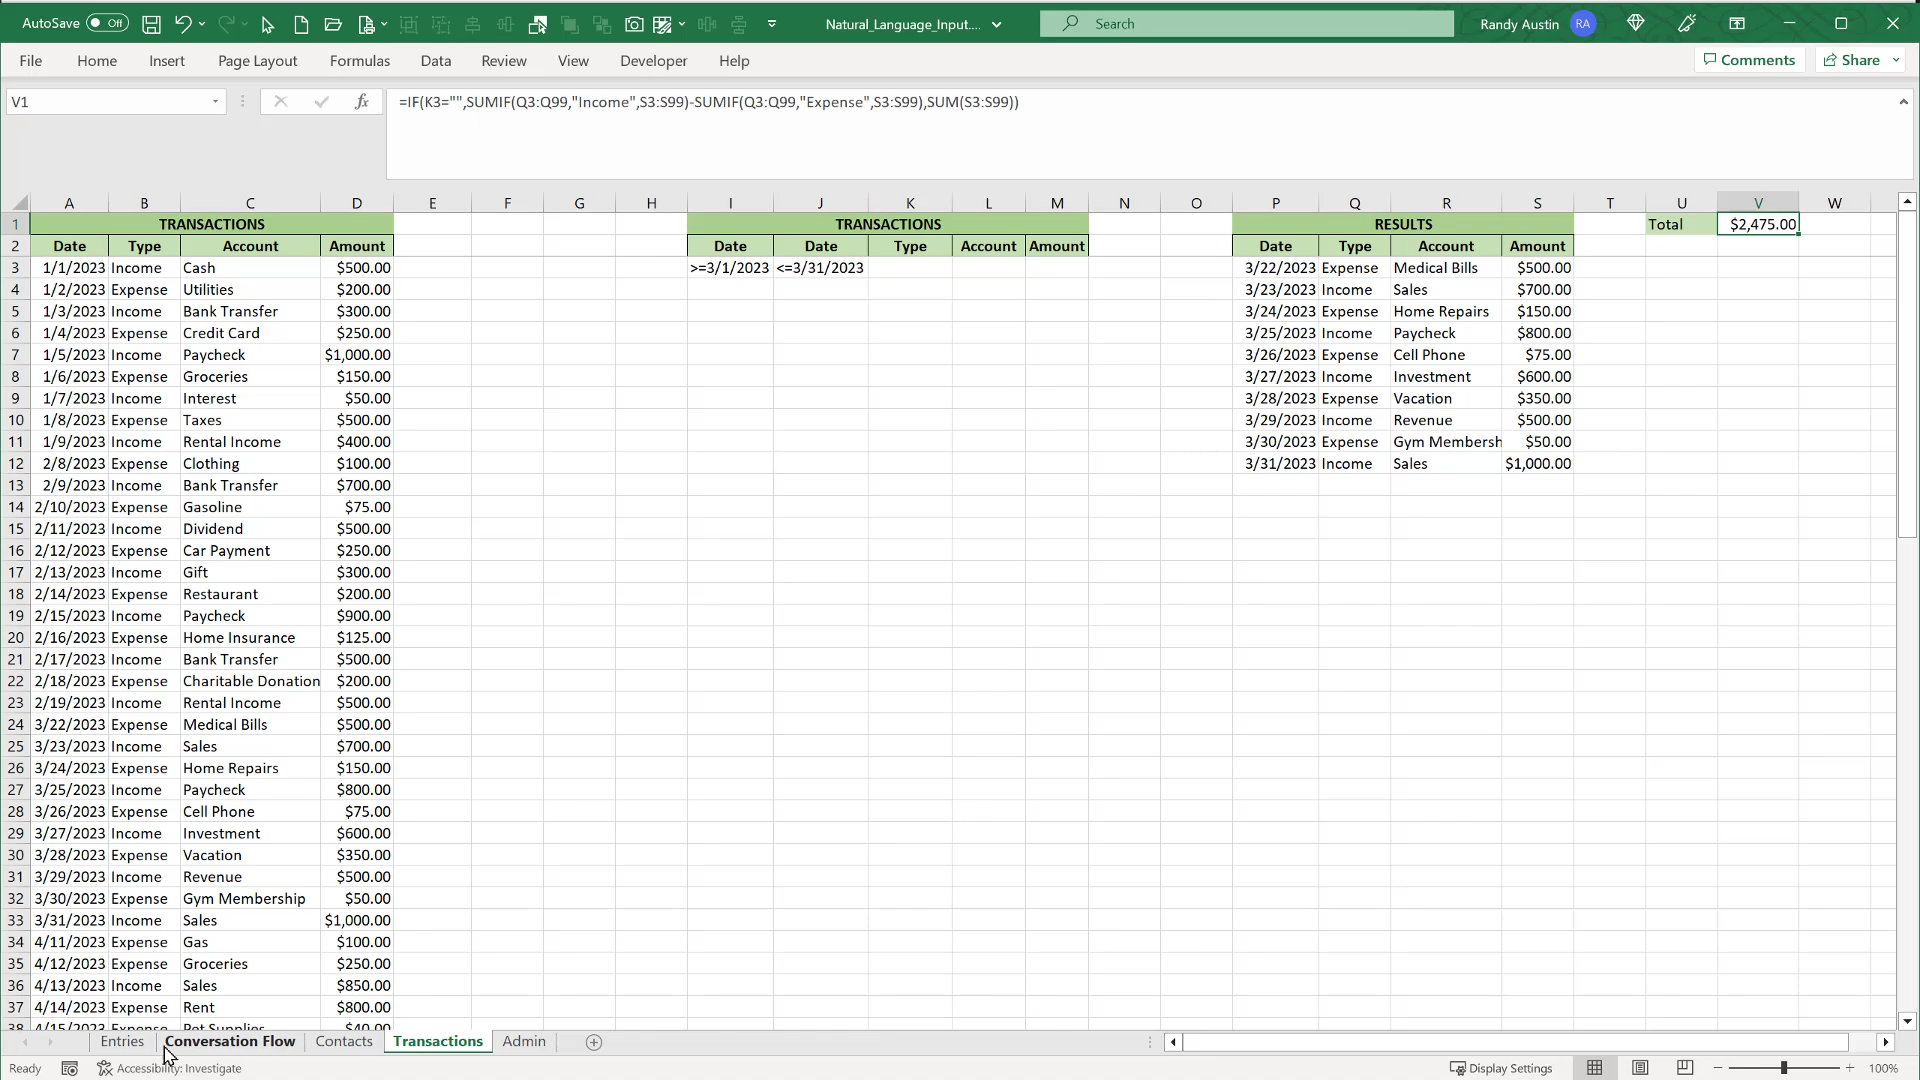 AutoSave Off Natural_Language_Input.... Search Randy Austin RA
File Home Insert Page Layout Formulas Data Review View Developer Help Comments Share
V1 fx =IF(K3="",SUMIF(Q3:Q99,"Income",S3:S99)-SUMIF(Q3:Q99,"Expense",S3:S99),SUM(S3:S99))
A B C D E F G H I J K L M N O P Q R S T U V W
1 TRANSACTIONS TRANSACTIONS RESULTS Total $2,475.00
2 Date Type Account Amount Date Date Type Account Amount Date Type Account Amount
3 1/1/2023 Income Cash $500.00 >=3/1/2023 <=3/31/2023 3/22/2023 Expense Medical Bills $500.00
4 1/2/2023 Expense Utilities $200.00 3/23/2023 Income Sales $700.00
5 1/3/2023 Income Bank Transfer $300.00 3/24/2023 Expense Home Repairs $150.00
6 1/4/2023 Expense Credit Card $250.00 3/25/2023 Income Paycheck $800.00
7 1/5/2023 Income Paycheck $1,000.00 3/26/2023 Expense Cell Phone $75.00
8 1/6/2023 Expense Groceries $150.00 3/27/2023 Income Investment $600.00
9 1/7/2023 Income Interest $50.00 3/28/2023 Expense Vacation $350.00
10 1/8/2023 Expense Taxes $500.00 3/29/2023 Income Revenue $500.00
11 1/9/2023 Income Rental Income $400.00 3/30/2023 Expense Gym Membersh $50.00
12 2/8/2023 Expense Clothing $100.00 3/31/2023 Income Sales $1,000.00
13 2/9/2023 Income Bank Transfer $700.00
14 2/10/2023 Expense Gasoline $75.00
15 2/11/2023 Income Dividend $500.00
16 2/12/2023 Expense Car Payment $250.00
17 2/13/2023 Income Gift $300.00
18 2/14/2023 Expense Restaurant $200.00
19 2/15/2023 Income Paycheck $900.00
20 2/16/2023 Expense Home Insurance $125.00
21 2/17/2023 Income Bank Transfer $500.00
22 2/18/2023 Expense Charitable Donation $200.00
23 2/19/2023 Income Rental Income $500.00
24 3/22/2023 Expense Medical Bills $500.00
25 3/23/2023 Income Sales $700.00
26 3/24/2023 Expense Home Repairs $150.00
27 3/25/2023 Income Paycheck $800.00
28 3/26/2023 Expense Cell Phone $75.00
29 3/27/2023 Income Investment $600.00
30 3/28/2023 Expense Vacation $350.00
31 3/29/2023 Income Revenue $500.00
32 3/30/2023 Expense Gym Membership $50.00
33 3/31/2023 Income Sales $1,000.00
34 4/11/2023 Expense Gas $100.00
35 4/12/2023 Expense Groceries $250.00
36 4/13/2023 Income Sales $850.00
37 4/14/2023 Expense Rent $800.00
38 4/15/2023 Expense Pet Supplies $40.00
Entries Conversation Flow Contacts Transactions Admin
Ready Accessibility: Investigate Display Settings 100%